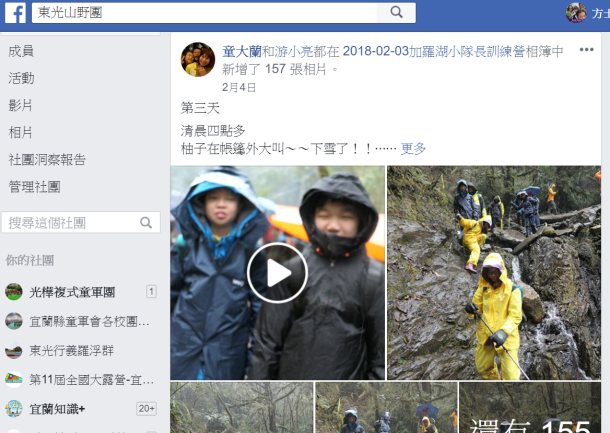 f 東光山野團
方士
成員
活動
影片
相片
社團洞察報告
管理社團
搜尋這個社團
你的社團
光樺複式童軍團 1
宜蘭縣童軍會各校團...
東光行義羅浮群
第11屆全國大露營-宜...
宜蘭知識+ 20+
童大蘭和游小亮都在 2018-02-03加羅湖小隊長訓練營相簿中
新增了 157 張相片。
2月4日
第三天
清晨四點多
柚子在帳篷外大叫～～下雪了！！⋯⋯ 更多
還有 155